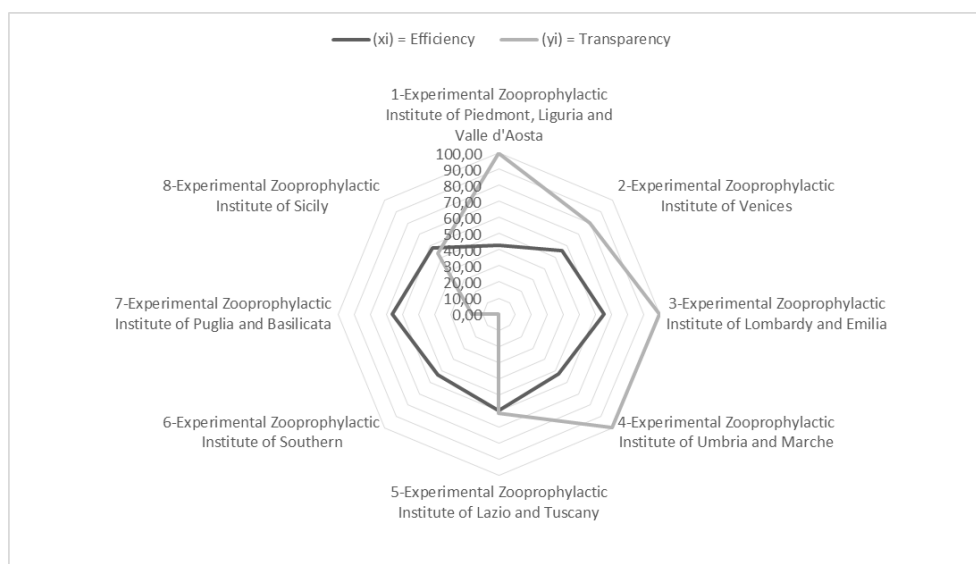 (xi) = Efficiency
(yi) = Transparency
1-Experimental Zooprophylactic
Institute of Piedmont, Liguria and
Valle d'Aosta
100,00
90,00
80,00
70,00
60,00
50,00
40,00
30,00
20,00
10,00
0,00
2-Experimental Zooprophylactic
Institute of Venices
3-Experimental Zooprophylactic
Institute of Lombardy and Emilia
4-Experimental Zooprophylactic
Institute of Umbria and Marche
5-Experimental Zooprophylactic
Institute of Lazio and Tuscany
6-Experimental Zooprophylactic
Institute of Southern
7-Experimental Zooprophylactic
Institute of Puglia and Basilicata
8-Experimental Zooprophylactic
Institute of Sicily